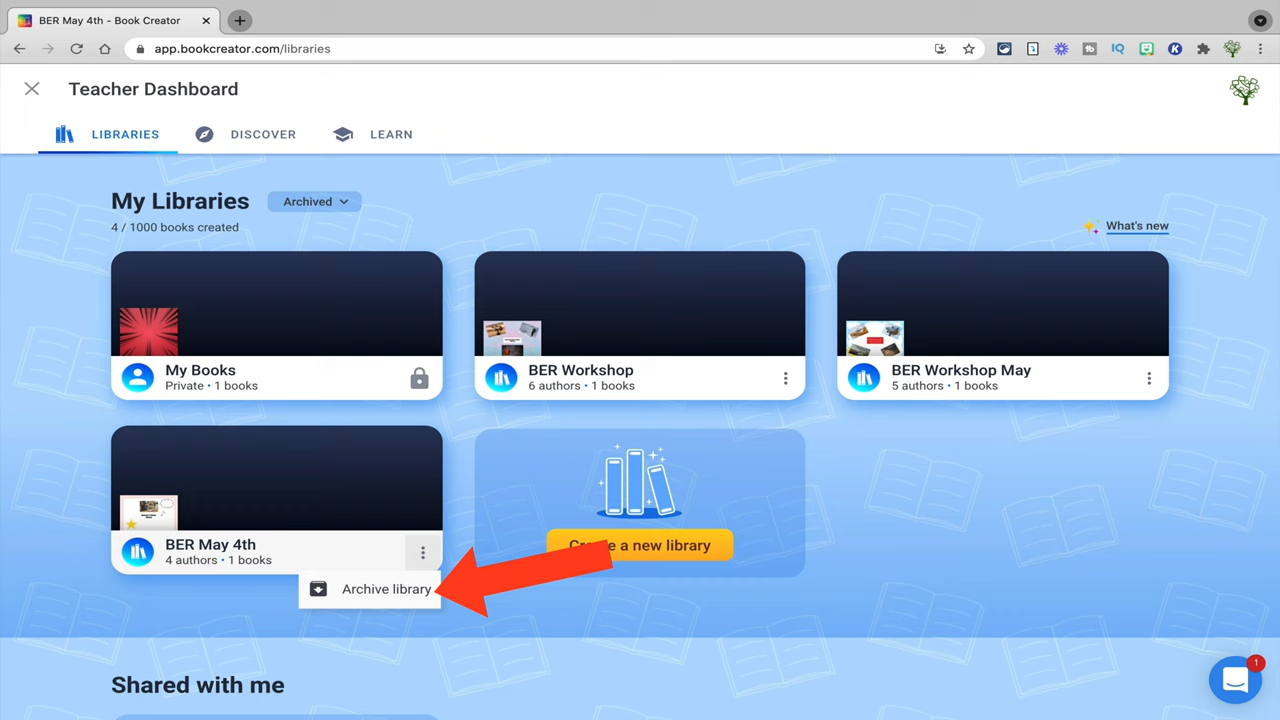 BER May 4th - Book Creator
app.bookcreator.com/libraries
Teacher Dashboard
LIBRARIES
DISCOVER
LEARN
My Libraries
Archived
4 / 1000 books created
What's new
My Books
Private • 1 books
BER Workshop
6 authors • 1 books
BER Workshop May
5 authors • 1 books
BER May 4th
4 authors • 1 books
Archive library
a new library
Shared with me
1